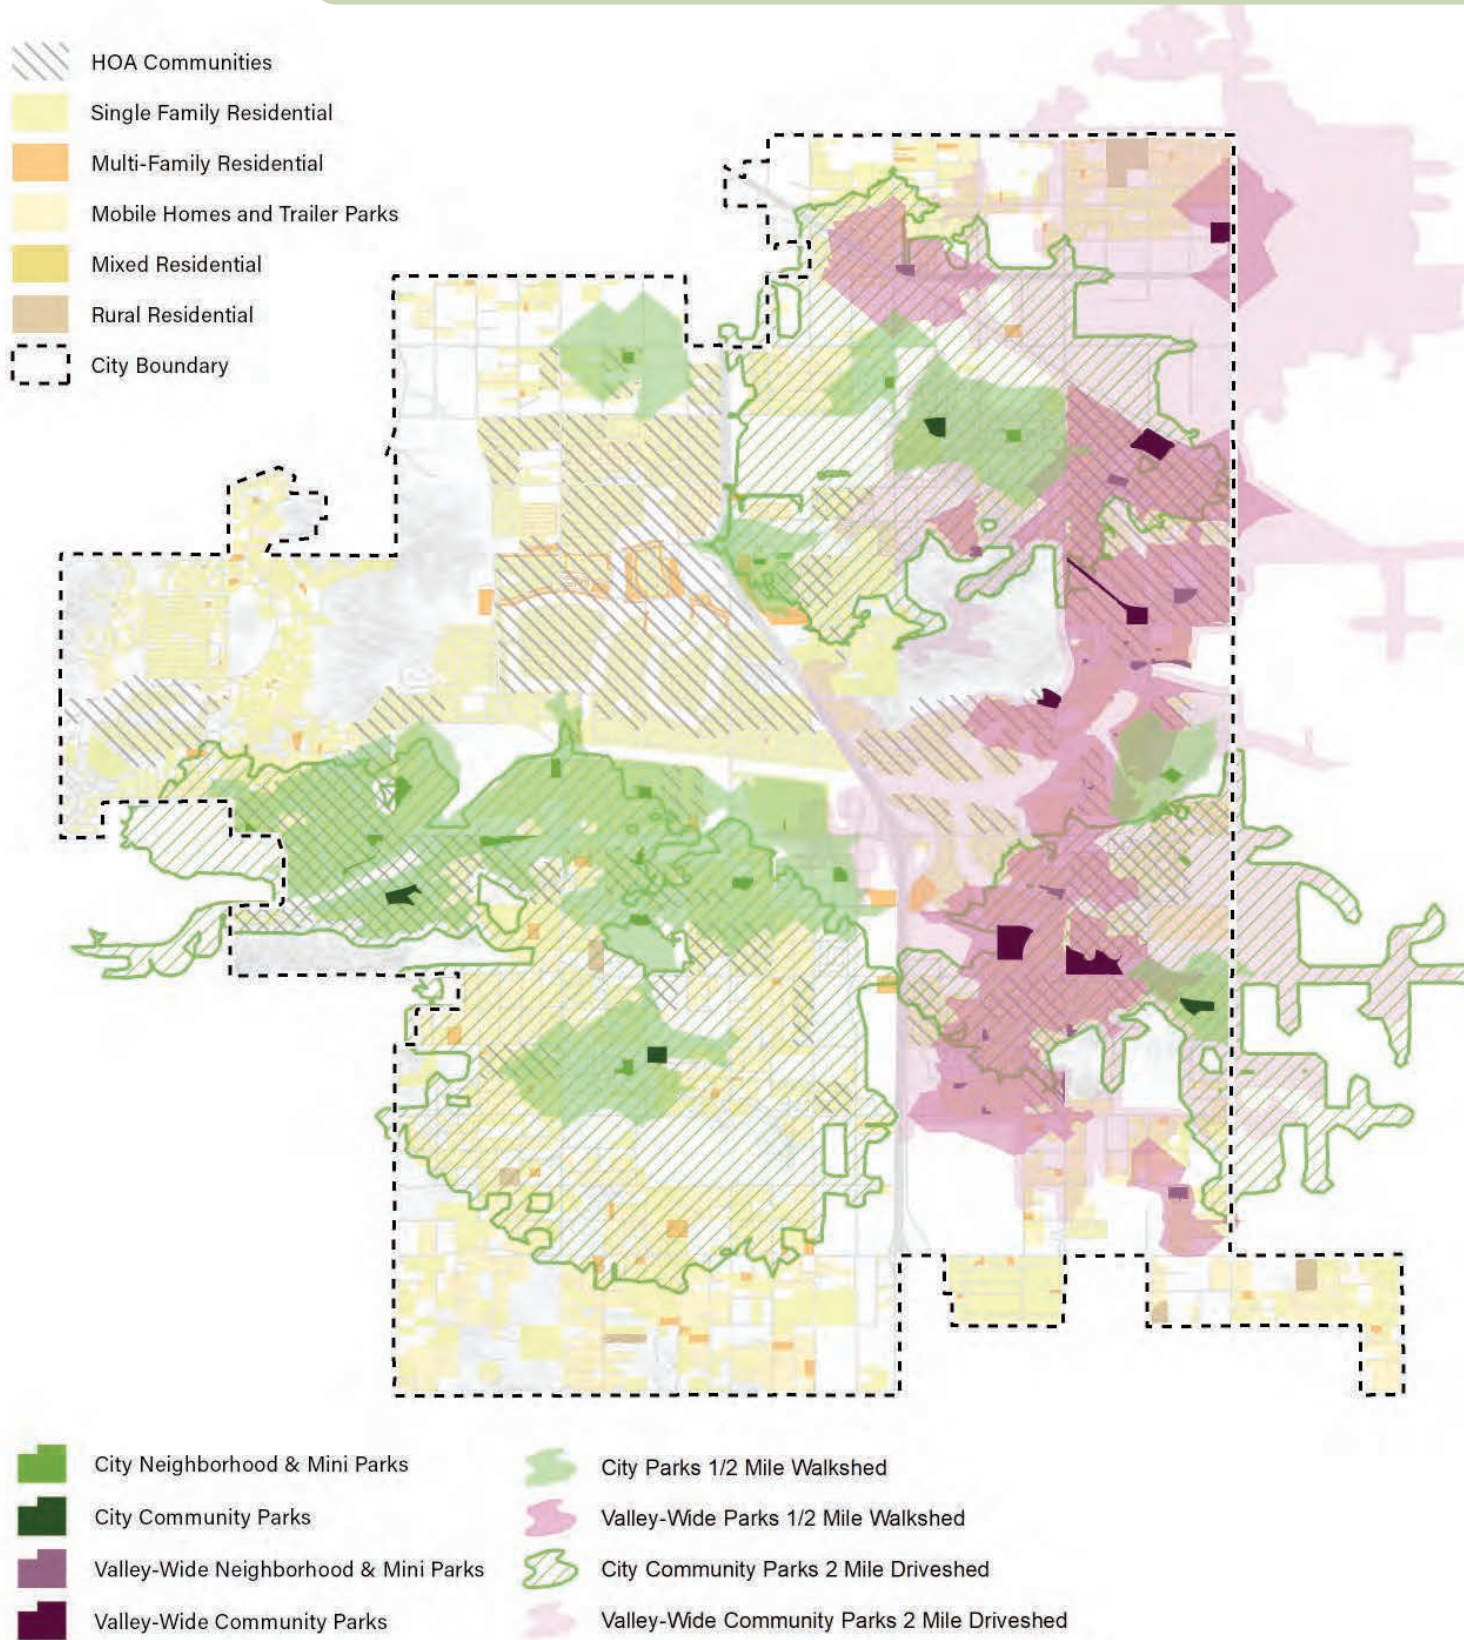 HOA Communities
Single Family Residential
Multi-Family Residential
Mobile Homes and Trailer Parks
Mixed Residential
Rural Residential
City Boundary
City Neighborhood & Mini Parks
City Community Parks
Valley-Wide Neighborhood & Mini Parks
Valley-Wide Community Parks
City Parks 1/2 Mile Walkshed
Valley-Wide Parks 1/2 Mile Walkshed
City Community Parks 2 Mile Driveshed
Valley-Wide Community Parks 2 Mile Driveshed